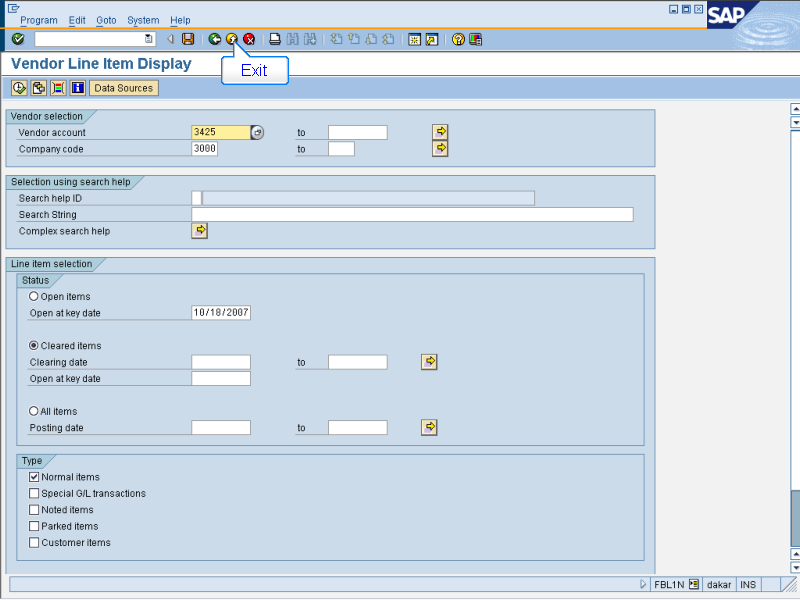 Program Edit Goto System Help
SAP
Vendor Line Item Display
Exit
Data Sources
Vendor selection
Vendor account 3425 to
Company code 3000 to
Selection using search help
Search help ID
Search String
Complex search help
Line item selection
Status
Open items
Open at key date 10/18/2007
Cleared items
Clearing date to
Open at key date
All items
Posting date to
Type
Normal items
Special G/L transactions
Noted items
Parked items
Customer items
FBL1N dakar INS